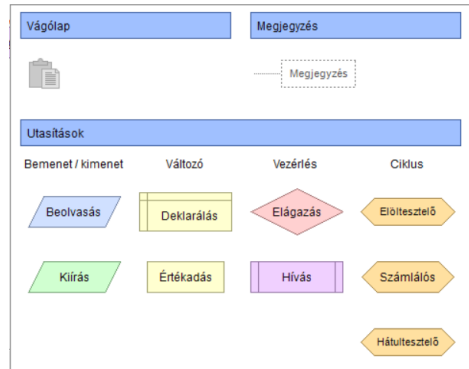 Vágólap
Megjegyzés
Megjegyzés
Utasítások
Bemenet / kimenet
Változó
Vezérlés
Ciklus
Beolvasás
Deklarálás
Elágazás
Elöltesztelő
Kiírás
Értékadás
Hívás
Számlálós
Hátultesztelő